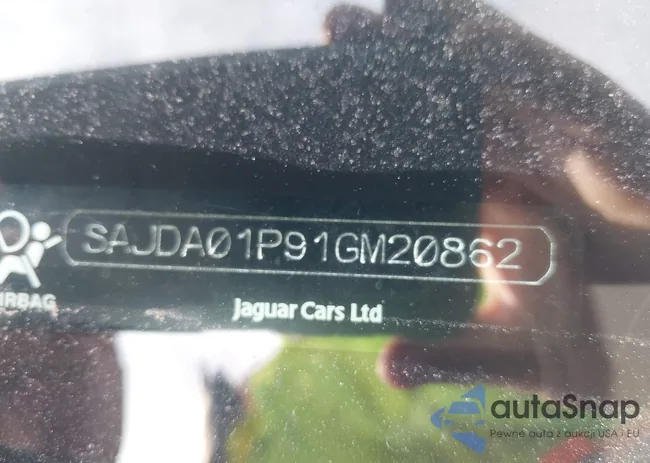 SAJDA01P91GM20862
AIRBAG
Jaguar Cars Ltd
autaSnap
Pewne auta z aukcji USA i EU